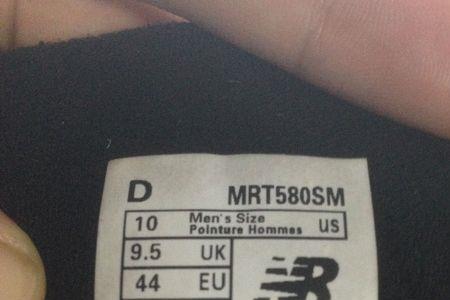 D MRT580SM
10 Men's Size US
Pointure Hommes
9.5 UK
44 EU